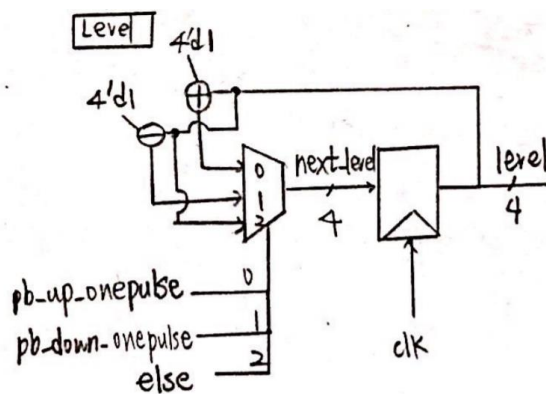 Level
4'd1
4'd1
0
1
2
next_level
4
level
4
pb_up_onepulse
0
pb_down_onepulse
1
else
2
clk